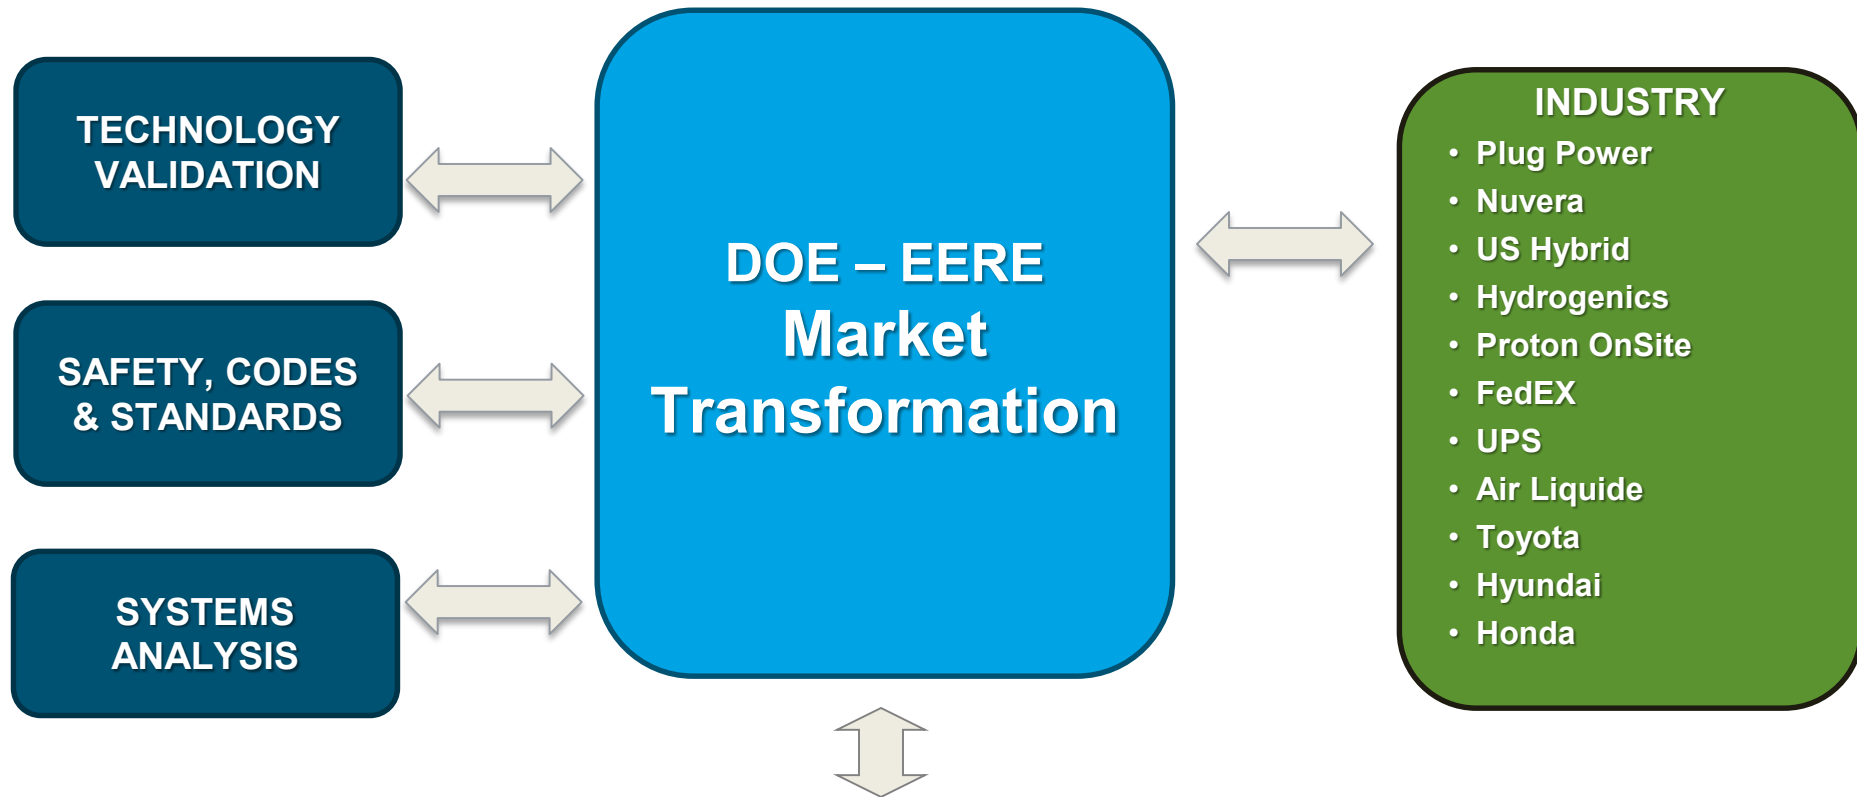 TECHNOLOGY
VALIDATION
SAFETY, CODES
& STANDARDS
SYSTEMS
ANALYSIS
DOE – EERE
Market
Transformation
INDUSTRY
• Plug Power
• Nuvera
• US Hybrid
• Hydrogenics
• Proton OnSite
• FedEX
• UPS
• Air Liquide
• Toyota
• Hyundai
• Honda